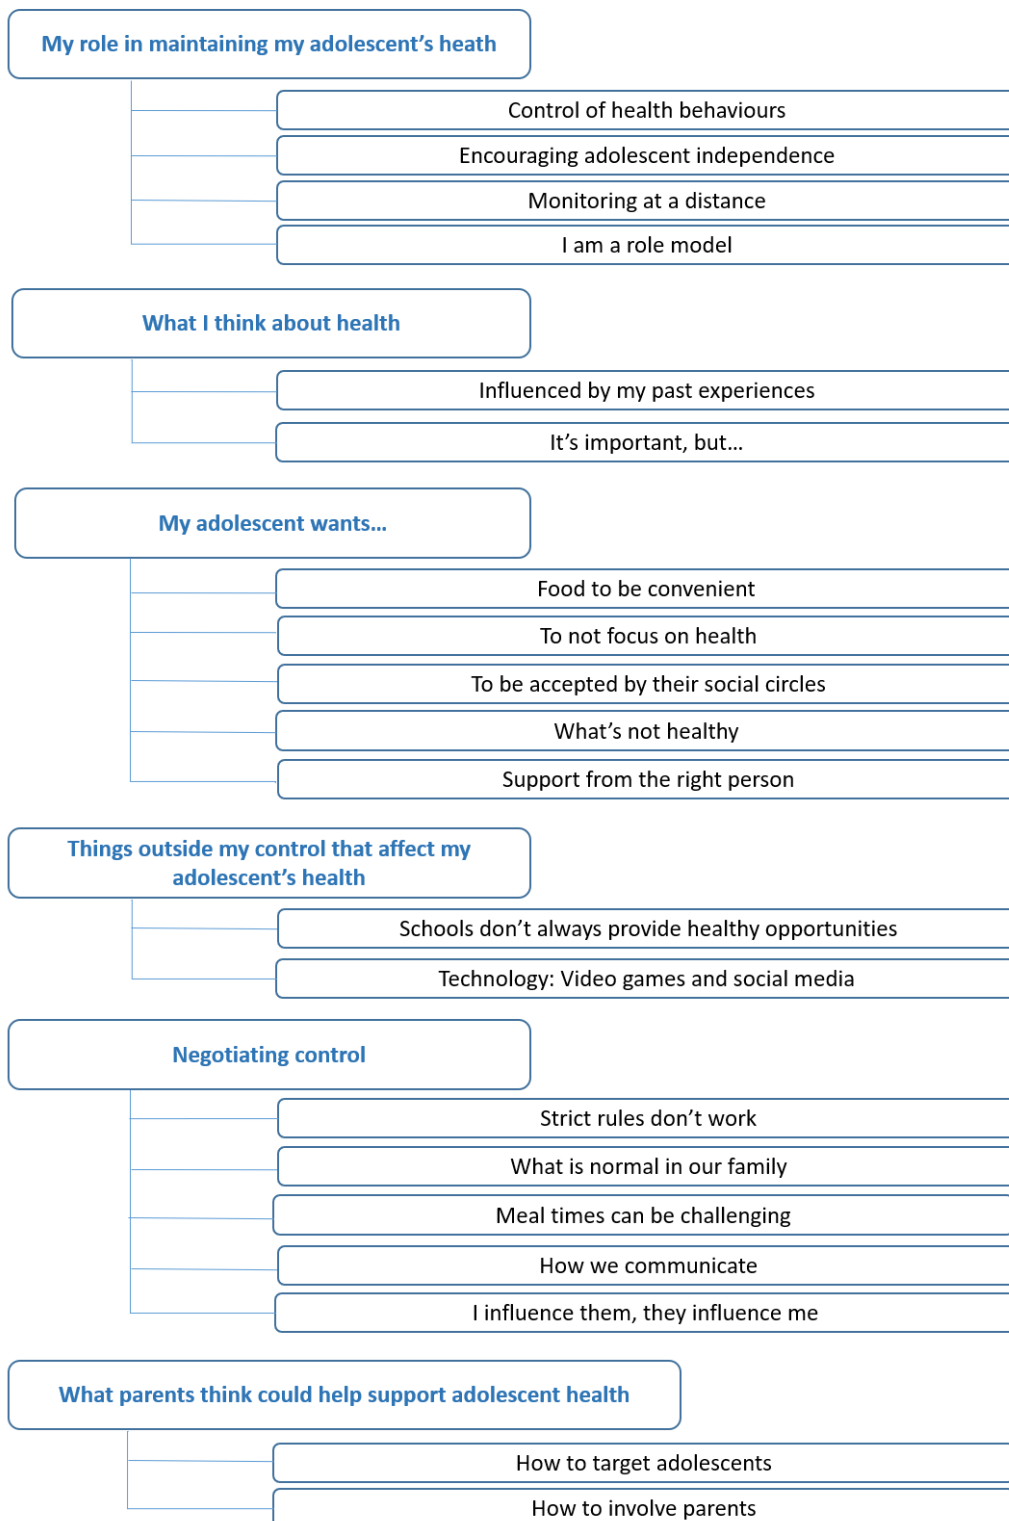 My role in maintaining my adolescent’s heath
Control of health behaviours
Encouraging adolescent independence
Monitoring at a distance
I am a role model
What I think about health
Influenced by my past experiences
It’s important, but...
My adolescent wants...
Food to be convenient
To not focus on health
To be accepted by their social circles
What’s not healthy
Support from the right person
Things outside my control that affect my
adolescent’s health
Schools don’t always provide healthy opportunities
Technology: Video games and social media
Negotiating control
Strict rules don’t work
What is normal in our family
Meal times can be challenging
How we communicate
I influence them, they influence me
What parents think could help support adolescent health
How to target adolescents
How to involve parents